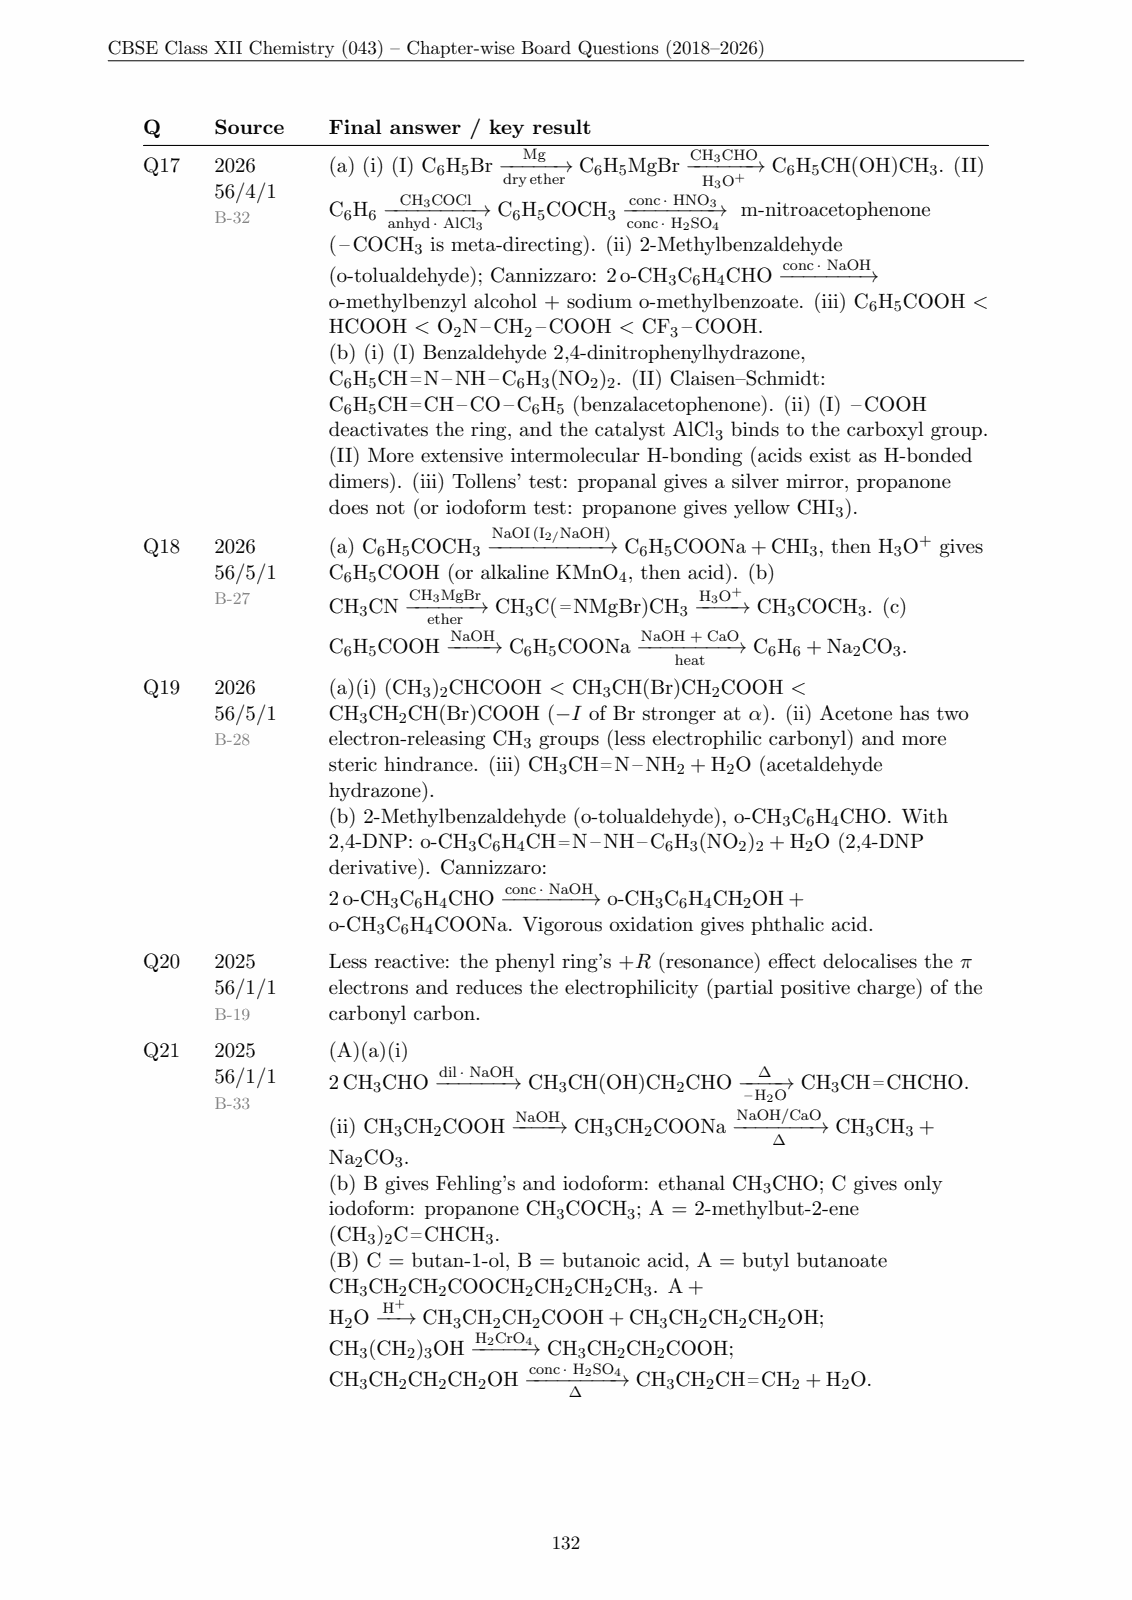 CBSE Class XII Chemistry (043) – Chapter-wise Board Questions (2018–2026)
Q Source Final answer / key result
Q17 2026 (a) (i) (I) C₆H₅Br —Mg/dry ether→ C₆H₅MgBr —CH₃CHO/H₃O⁺→ C₆H₅CH(OH)CH₃. (II)
56/4/1
B-32 C₆H₆ —CH₃COCl/anhyd· AlCl₃→ C₆H₅COCH₃ —conc· HNO₃/conc· H₂SO₄→ m-nitroacetophenone
(–COCH₃ is meta-directing). (ii) 2-Methylbenzaldehyde
(o-tolualdehyde); Cannizzaro: 2 o-CH₃C₆H₄CHO —conc· NaOH→
o-methylbenzyl alcohol + sodium o-methylbenzoate. (iii) C₆H₅COOH <
HCOOH < O₂N–CH₂–COOH < CF₃–COOH.
(b) (i) (I) Benzaldehyde 2,4-dinitrophenylhydrazone,
C₆H₅CH=N–NH–C₆H₃(NO₂)₂. (II) Claisen–Schmidt:
C₆H₅CH=CH–CO–C₆H₅ (benzalacetophenone). (ii) (I) –COOH
deactivates the ring, and the catalyst AlCl₃ binds to the carboxyl group.
(II) More extensive intermolecular H-bonding (acids exist as H-bonded
dimers). (iii) Tollens' test: propanal gives a silver mirror, propanone
does not (or iodoform test: propanone gives yellow CHI₃).
Q18 2026 (a) C₆H₅COCH₃ —NaOI (I₂/NaOH)→ C₆H₅COONa + CHI₃, then H₃O⁺ gives
56/5/1 C₆H₅COOH (or alkaline KMnO₄, then acid). (b)
B-27 CH₃CN —CH₃MgBr/ether→ CH₃C(=NMgBr)CH₃ —H₃O⁺→ CH₃COCH₃. (c)
C₆H₅COOH —NaOH→ C₆H₅COONa —NaOH + CaO/heat→ C₆H₆ + Na₂CO₃.
Q19 2026 (a)(i) (CH₃)₂CHCOOH < CH₃CH(Br)CH₂COOH <
56/5/1 CH₃CH₂CH(Br)COOH (−I of Br stronger at α). (ii) Acetone has two
B-28 electron-releasing CH₃ groups (less electrophilic carbonyl) and more
steric hindrance. (iii) CH₃CH=N–NH₂ + H₂O (acetaldehyde
hydrazone).
(b) 2-Methylbenzaldehyde (o-tolualdehyde), o-CH₃C₆H₄CHO. With
2,4-DNP: o-CH₃C₆H₄CH=N–NH–C₆H₃(NO₂)₂ + H₂O (2,4-DNP
derivative). Cannizzaro:
2 o-CH₃C₆H₄CHO —conc· NaOH→ o-CH₃C₆H₄CH₂OH +
o-CH₃C₆H₄COONa. Vigorous oxidation gives phthalic acid.
Q20 2025 Less reactive: the phenyl ring's +R (resonance) effect delocalises the π
56/1/1 electrons and reduces the electrophilicity (partial positive charge) of the
B-19 carbonyl carbon.
Q21 2025 (A)(a)(i)
56/1/1 2 CH₃CHO —dil· NaOH→ CH₃CH(OH)CH₂CHO —Δ/–H₂O→ CH₃CH=CHCHO.
B-33
(ii) CH₃CH₂COOH —NaOH→ CH₃CH₂COONa —NaOH/CaO/Δ→ CH₃CH₃ +
Na₂CO₃.
(b) B gives Fehling's and iodoform: ethanal CH₃CHO; C gives only
iodoform: propanone CH₃COCH₃; A = 2-methylbut-2-ene
(CH₃)₂C=CHCH₃.
(B) C = butan-1-ol, B = butanoic acid, A = butyl butanoate
CH₃CH₂CH₂COOCH₂CH₂CH₂CH₃. A +
H₂O —H⁺→ CH₃CH₂CH₂COOH + CH₃CH₂CH₂CH₂OH;
CH₃(CH₂)₃OH —H₂CrO₄→ CH₃CH₂CH₂COOH;
CH₃CH₂CH₂CH₂OH —conc· H₂SO₄/Δ→ CH₃CH₂CH=CH₂ + H₂O.
132